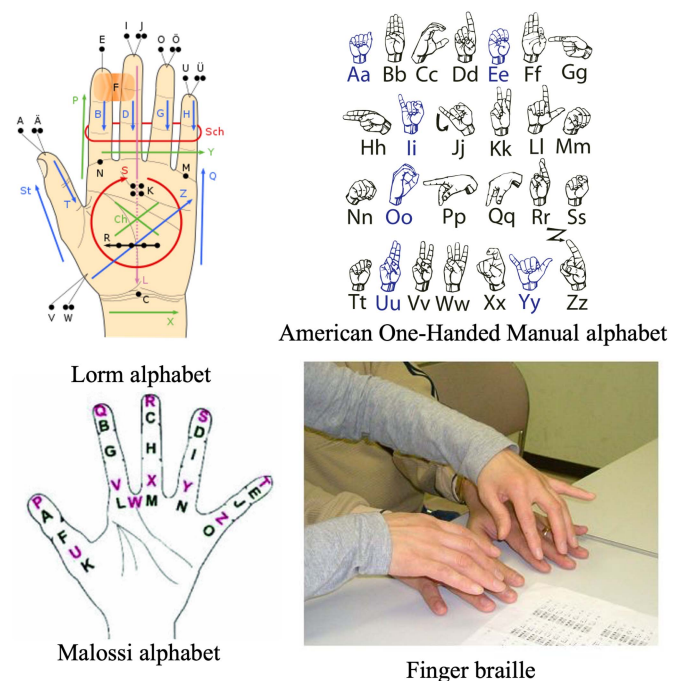 I J
E
O Ö
U Ü
F
P
B D G H
Sch
A Ä
Y
N
M
Q
S
K
St
T
Z
Ch
R
L
C
V W
X
Lorm alphabet
Aa Bb Cc Dd Ee Ff Gg
Hh Ii Jj Kk Ll Mm
Nn Oo Pp Qq Rr Ss
Tt Uu Vv Ww Xx Yy Zz
American One-Handed Manual alphabet
Q R S
B C D
G H I
P
A
F
U
K
V X Y
L W M N
T
E
J
Z
O
Malossi alphabet
Finger braille